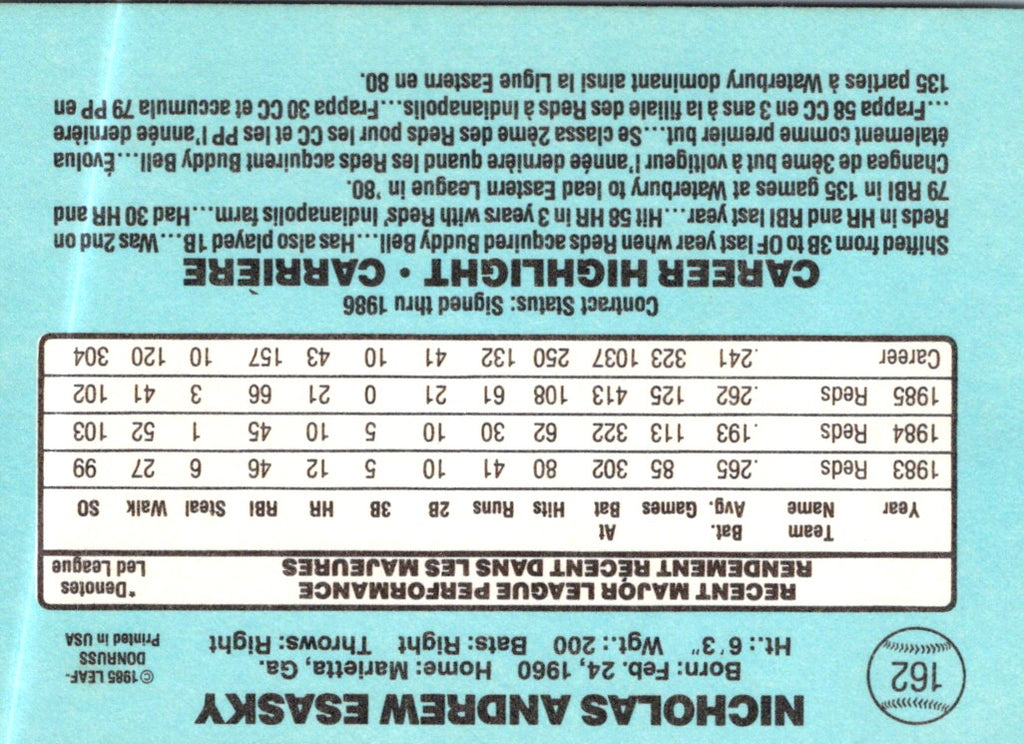 162
NICHOLAS ANDREW ESASKY
Born: Feb. 24, 1960 Home: Marietta, Ga.
Ht.: 6'3" Wgt.: 200 Bats: Right Throws: Right
© 1985 LEAF-
DONRUSS
Printed in USA
RECENT MAJOR LEAGUE PERFORMANCE
RENDEMENT RÉCENT DANS LES MAJEURES
*Denotes
Led League
Year Team Name Bat. Avg. Games At Bat Hits Runs 2B 3B HR RBI Steal Walk SO
1983 Reds .265 85 302 80 41 10 5 12 46 6 27 99
1984 Reds .193 113 322 62 30 10 5 10 45 1 52 103
1985 Reds .262 125 413 108 61 21 0 21 66 3 41 102
Career .241 323 1037 250 132 41 10 43 157 10 120 304
Contract Status: Signed thru 1986
CAREER HIGHLIGHT • CARRIÈRE
Shifted from 3B to OF last year when Reds acquired Buddy Bell...Has also played 1B...Was 2nd on
Reds in HR and RBI last year...Hit 58 HR in 3 years with Reds' Indianapolis farm...Had 30 HR and
79 RBI in 135 games at Waterbury to lead Eastern League in '80.
Changea de 3ème but à voltigeur l'année dernière quand les Reds acquirent Buddy Bell...Évolua
étalement comme premier but...Se classa 2ème des Reds pour les CC et les PP l'année dernière
...Frappa 58 CC en 3 ans à la filiale des Reds à Indianapolis...Frappa 30 CC et accumula 79 PP en
135 parties à Waterbury dominant ainsi la Ligue Eastern en 80.